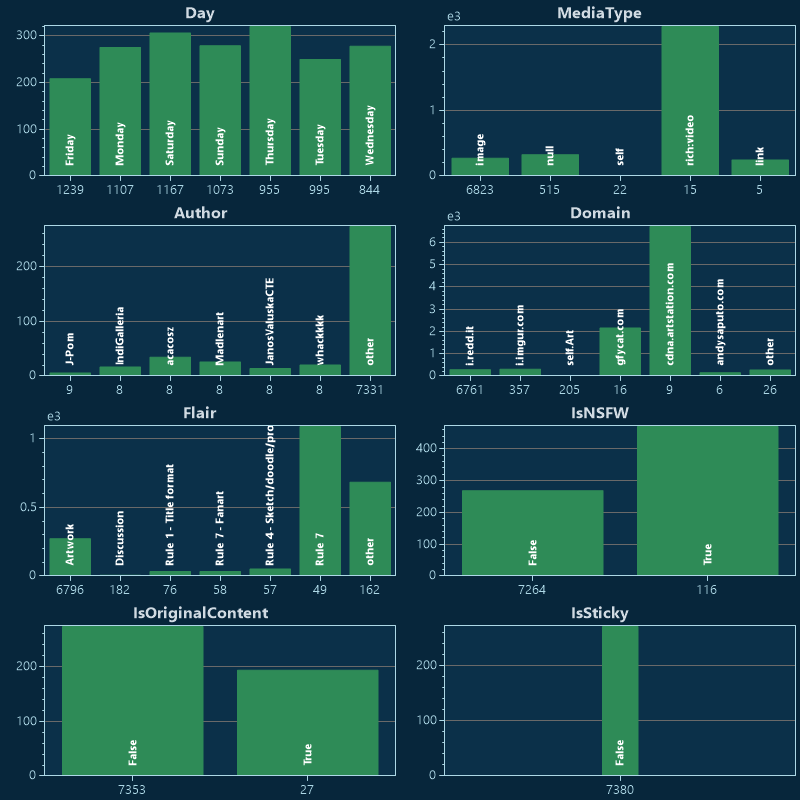 Day
300
200
100
0
Friday
Monday
Saturday
Sunday
Thursday
Tuesday
Wednesday
1239 1107 1167 1073 955 995 844
MediaType
e3
2
1
0
image
null
self
rich:video
link
6823 515 22 15 5
Author
200
100
0
J-Pom
IndiGalleria
acacosz
Madlenart
JanosValuskaCTE
whackkkk
other
9 8 8 8 8 8 7331
Domain
e3
6
5
4
3
2
1
0
i.redd.it
i.imgur.com
self.Art
gfycat.com
cdna.artstation.com
andysaputo.com
other
6761 357 205 16 9 6 26
Flair
e3
1
0.5
0
Artwork
Discussion
Rule 1 - Title format
Rule 7 - Fanart
Rule 4 - Sketch/doodle/pro
Rule 7
other
6796 182 76 58 57 49 162
IsNSFW
400
300
200
100
0
False
True
7264 116
IsOriginalContent
200
100
0
False
True
7353 27
IsSticky
200
100
0
False
7380